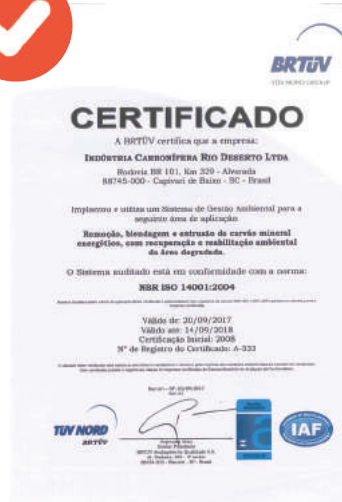 BRTÜV
TÜV NORD GROUP
CERTIFICADO
A BRTÜV certifica que a empresa:
INDÚSTRIA CARBONÍFERA RIO DESERTO LTDA
Rodovia BR 101, Km 329 - Alvorada
88745-000 - Capivari de Baixo - SC - Brasil
Implantou e utiliza um Sistema de Gestão Ambiental para a
seguinte área de aplicação
Remoção, blendagem e extrusão de carvão mineral
energético, com recuperação e reabilitação ambiental
da área degradada.
O Sistema auditado está em conformidade com a norma:
NBR ISO 14001:2004
Válido de: 20/09/2017
Válido até: 14/09/2018
Certificação Inicial: 2008
Nº de Registro do Certificado: A-333
Barueri - SP
TÜV NORD
BRTÜV
IAF